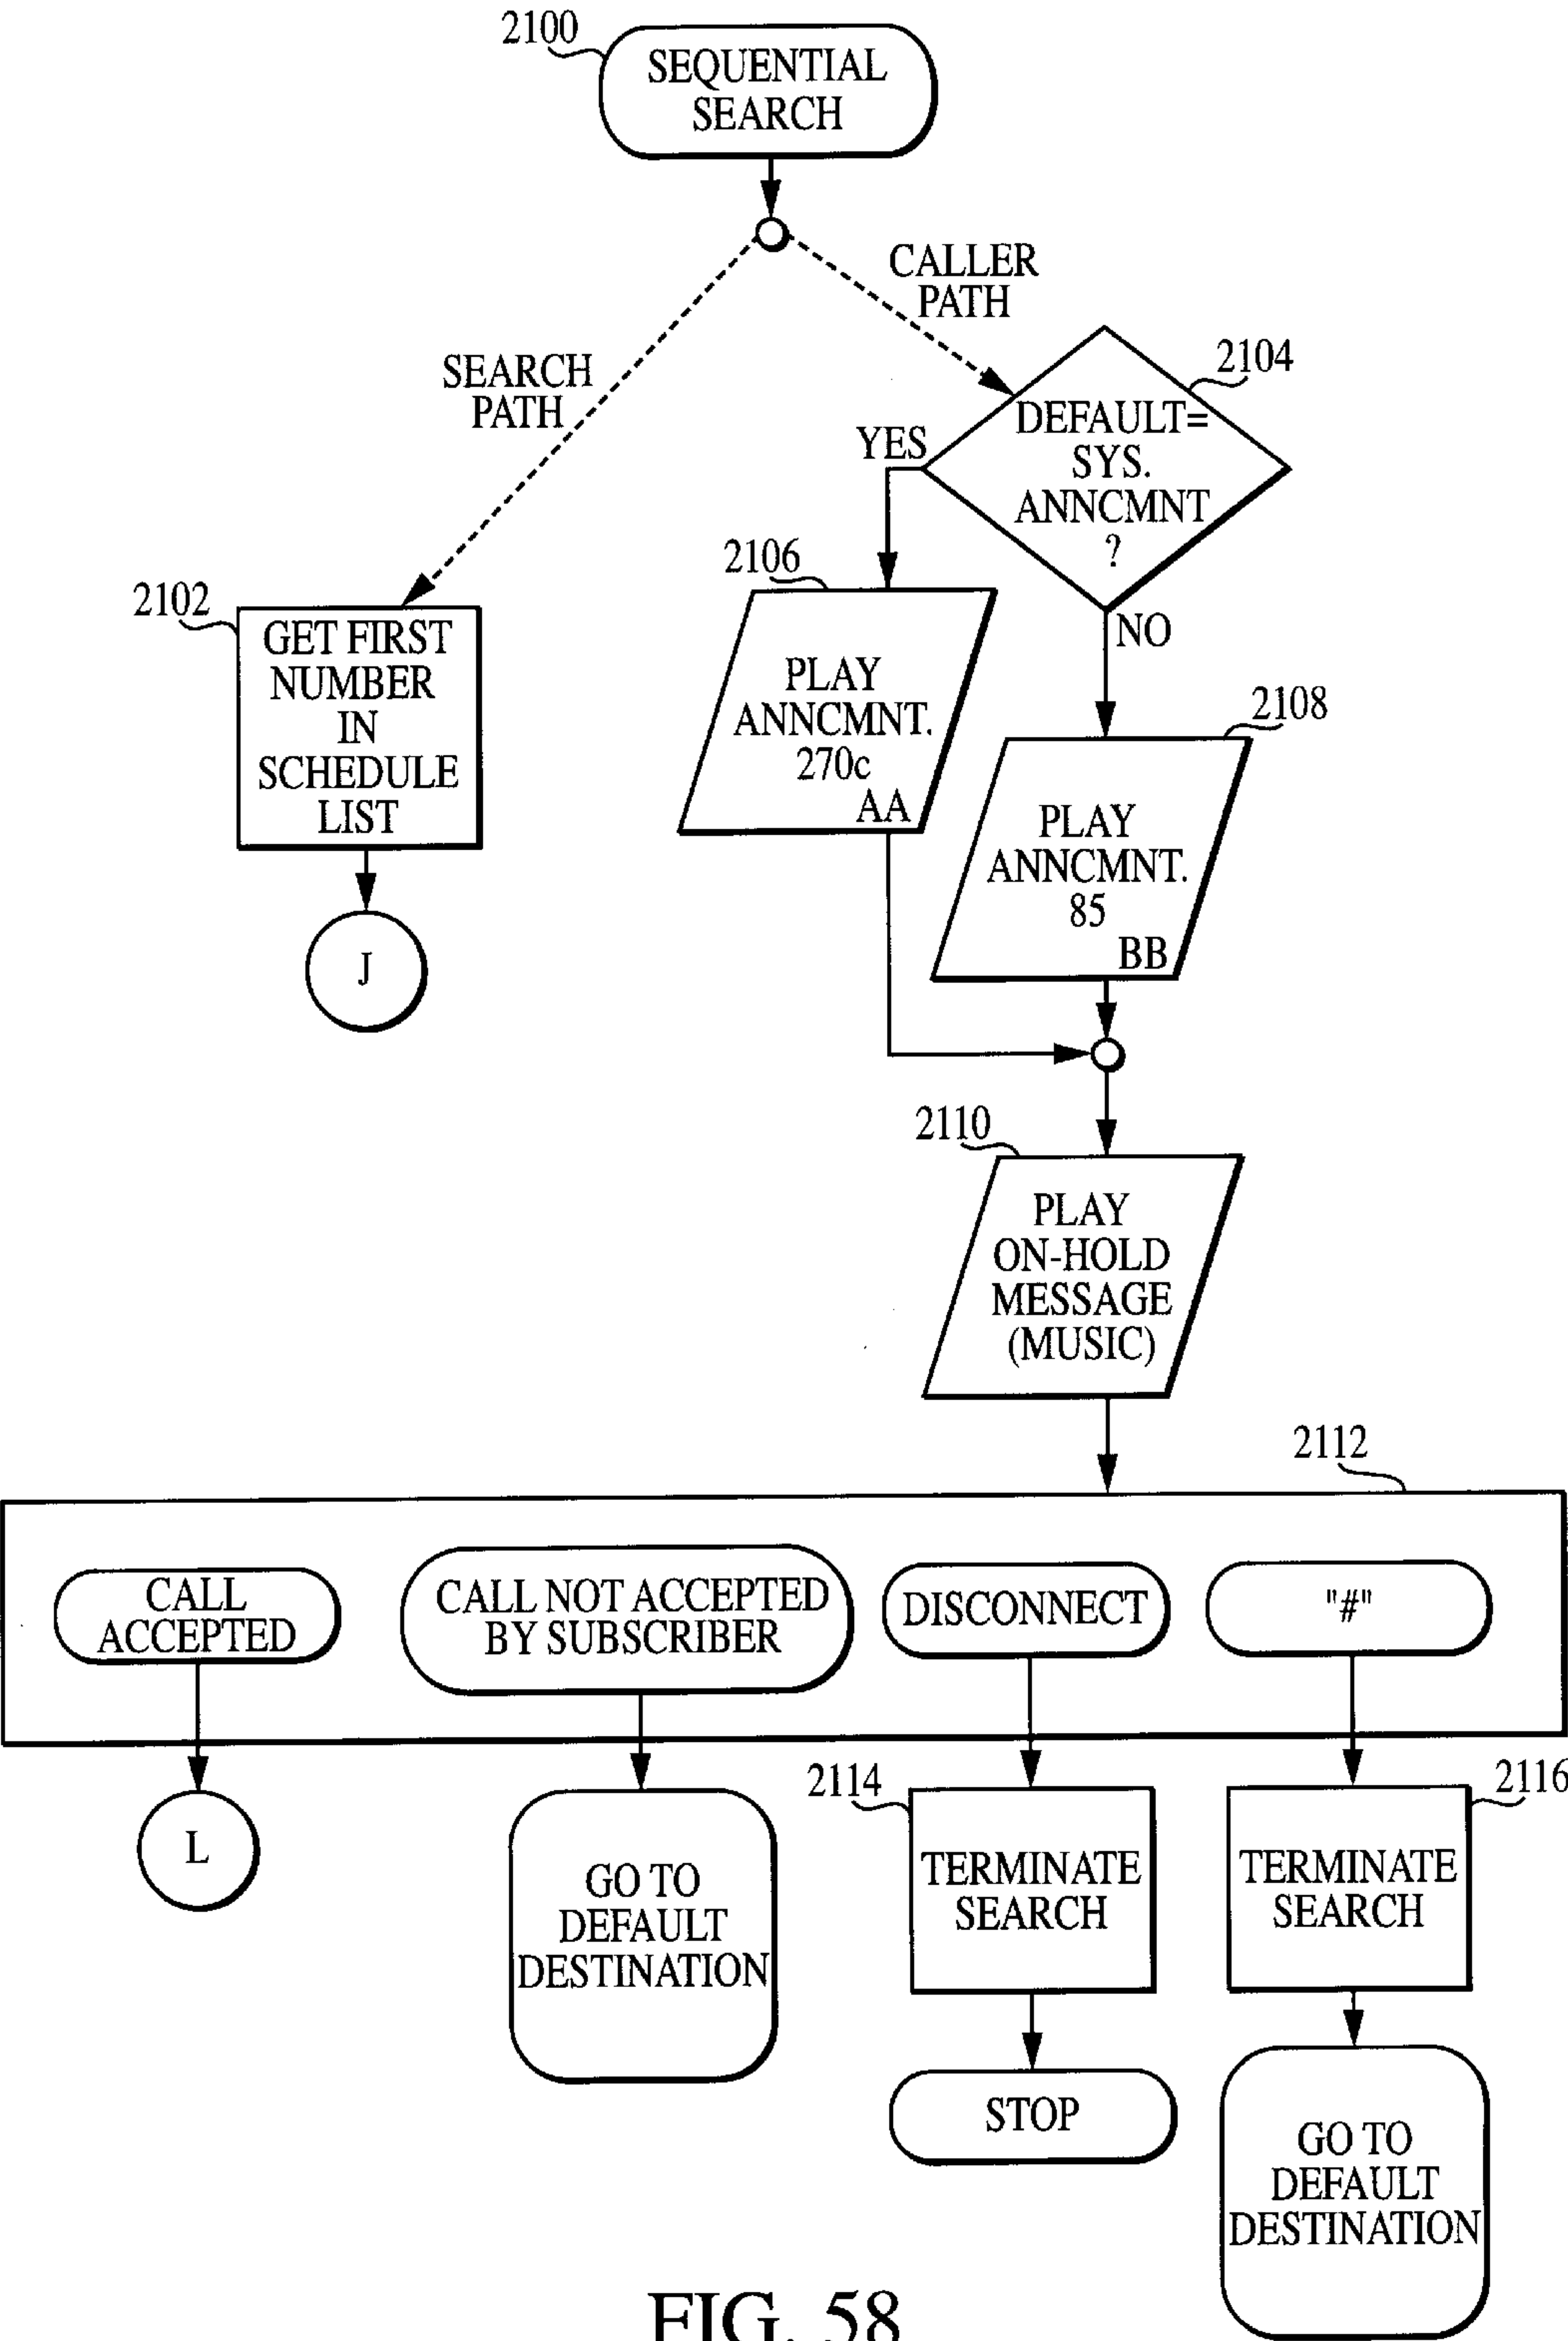 2100
SEQUENTIAL
SEARCH
CALLER
PATH
SEARCH
PATH
2104
DEFAULT=
SYS.
ANNCMNT
?
YES
NO
2102
GET FIRST
NUMBER
IN
SCHEDULE
LIST
J
2106
PLAY
ANNCMNT.
270c
AA
2108
PLAY
ANNCMNT.
85
BB
2110
PLAY
ON-HOLD
MESSAGE
(MUSIC)
2112
CALL
ACCEPTED
CALL NOT ACCEPTED
BY SUBSCRIBER
DISCONNECT
"#"
L
GO TO
DEFAULT
DESTINATION
2114
TERMINATE
SEARCH
STOP
2116
TERMINATE
SEARCH
GO TO
DEFAULT
DESTINATION
FIG. 58